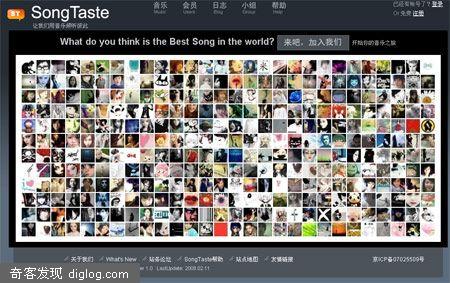 ST SongTaste
让我们用音乐倾听彼此
音乐 会员 日志 小组 帮助
Music Users Blog Group Help
已经有帐号了？登录
Or 免费 注册
What do you think is the Best Song in the world? 来吧，加入我们 开始你的音乐之旅
关于我们 What's New 站务论坛 SongTaste帮助 站点地图 友情链接 京ICP备07025509号
1.0 LastUpdate: 2008.02.11
奇客发现 diglog.com